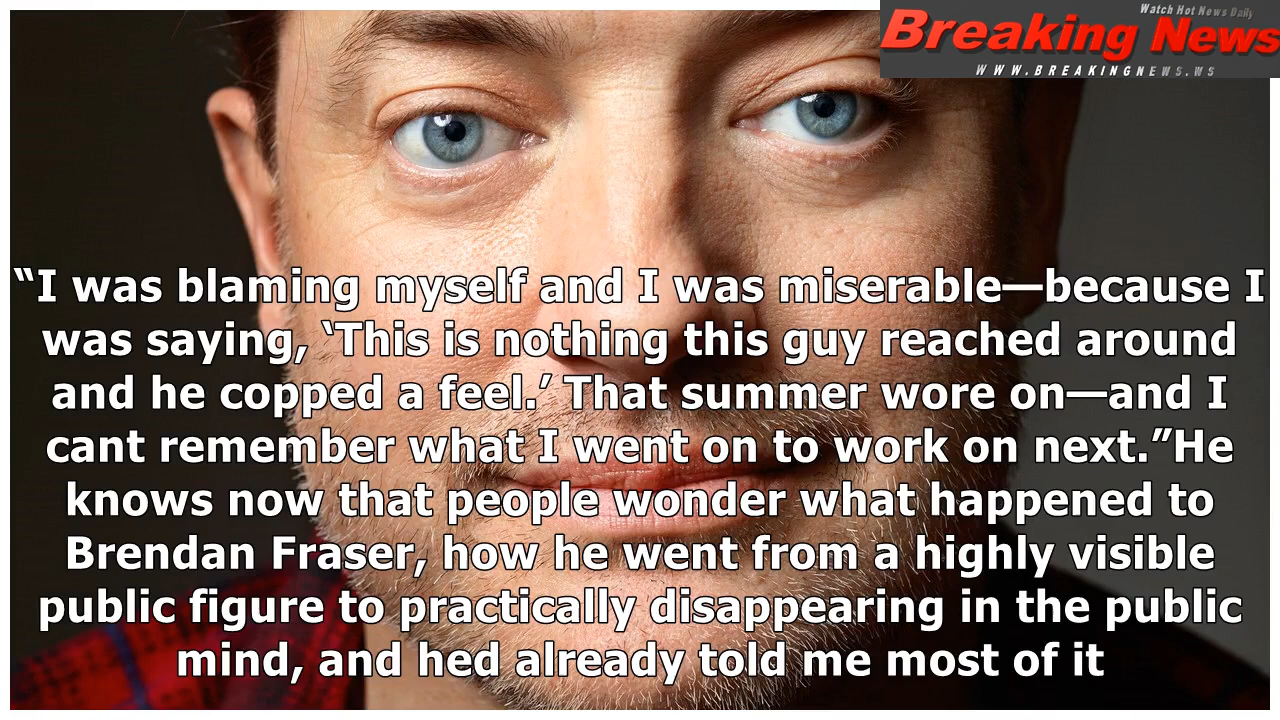 Watch Hot News Daily
Breaking News
WWW.BREAKINGNEWS.WS
“I was blaming myself and I was miserable—because I
was saying, ‘This is nothing this guy reached around
and he copped a feel.’ That summer wore on—and I
cant remember what I went on to work on next.”He
knows now that people wonder what happened to
Brendan Fraser, how he went from a highly visible
public figure to practically disappearing in the public
mind, and hed already told me most of it